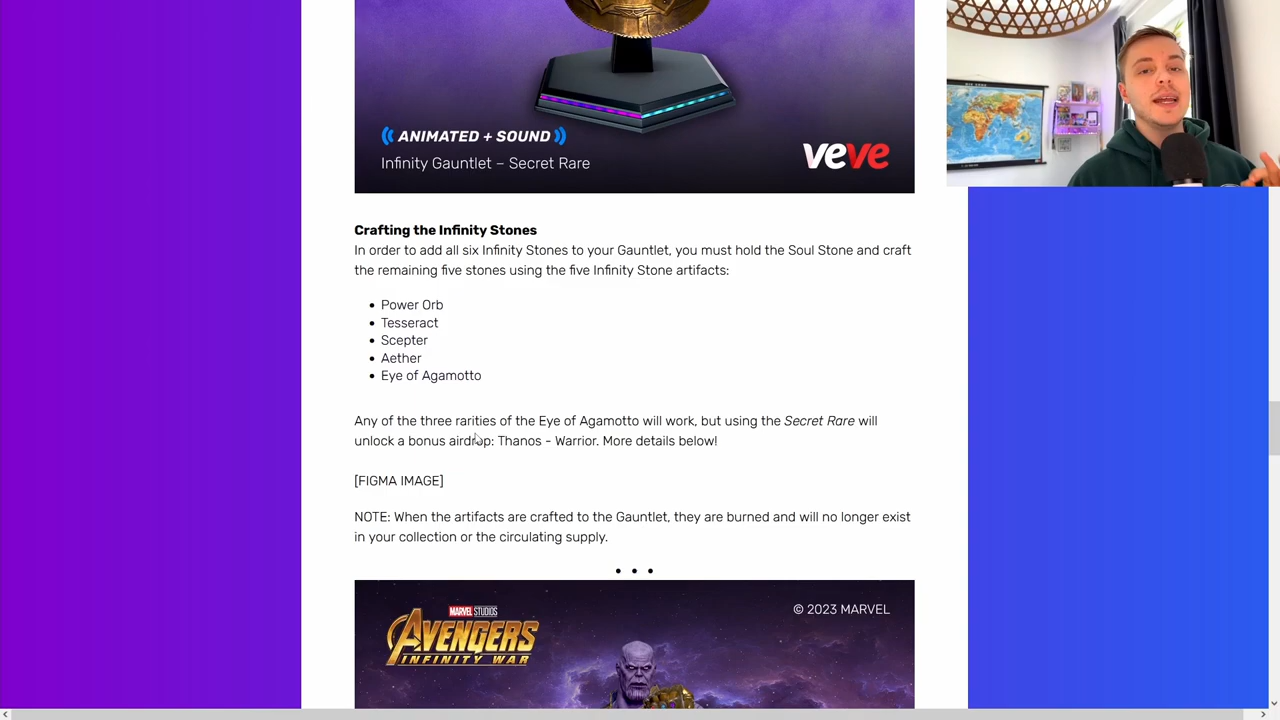 ANIMATED + SOUND
Infinity Gauntlet – Secret Rare
veve
Crafting the Infinity Stones
In order to add all six Infinity Stones to your Gauntlet, you must hold the Soul Stone and craft
the remaining five stones using the five Infinity Stone artifacts:
• Power Orb
• Tesseract
• Scepter
• Aether
• Eye of Agamotto
Any of the three rarities of the Eye of Agamotto will work, but using the Secret Rare will
unlock a bonus airdrop: Thanos - Warrior. More details below!
[FIGMA IMAGE]
NOTE: When the artifacts are crafted to the Gauntlet, they are burned and will no longer exist
in your collection or the circulating supply.
• • •
MARVEL STUDIOS
AVENGERS
INFINITY WAR
© 2023 MARVEL